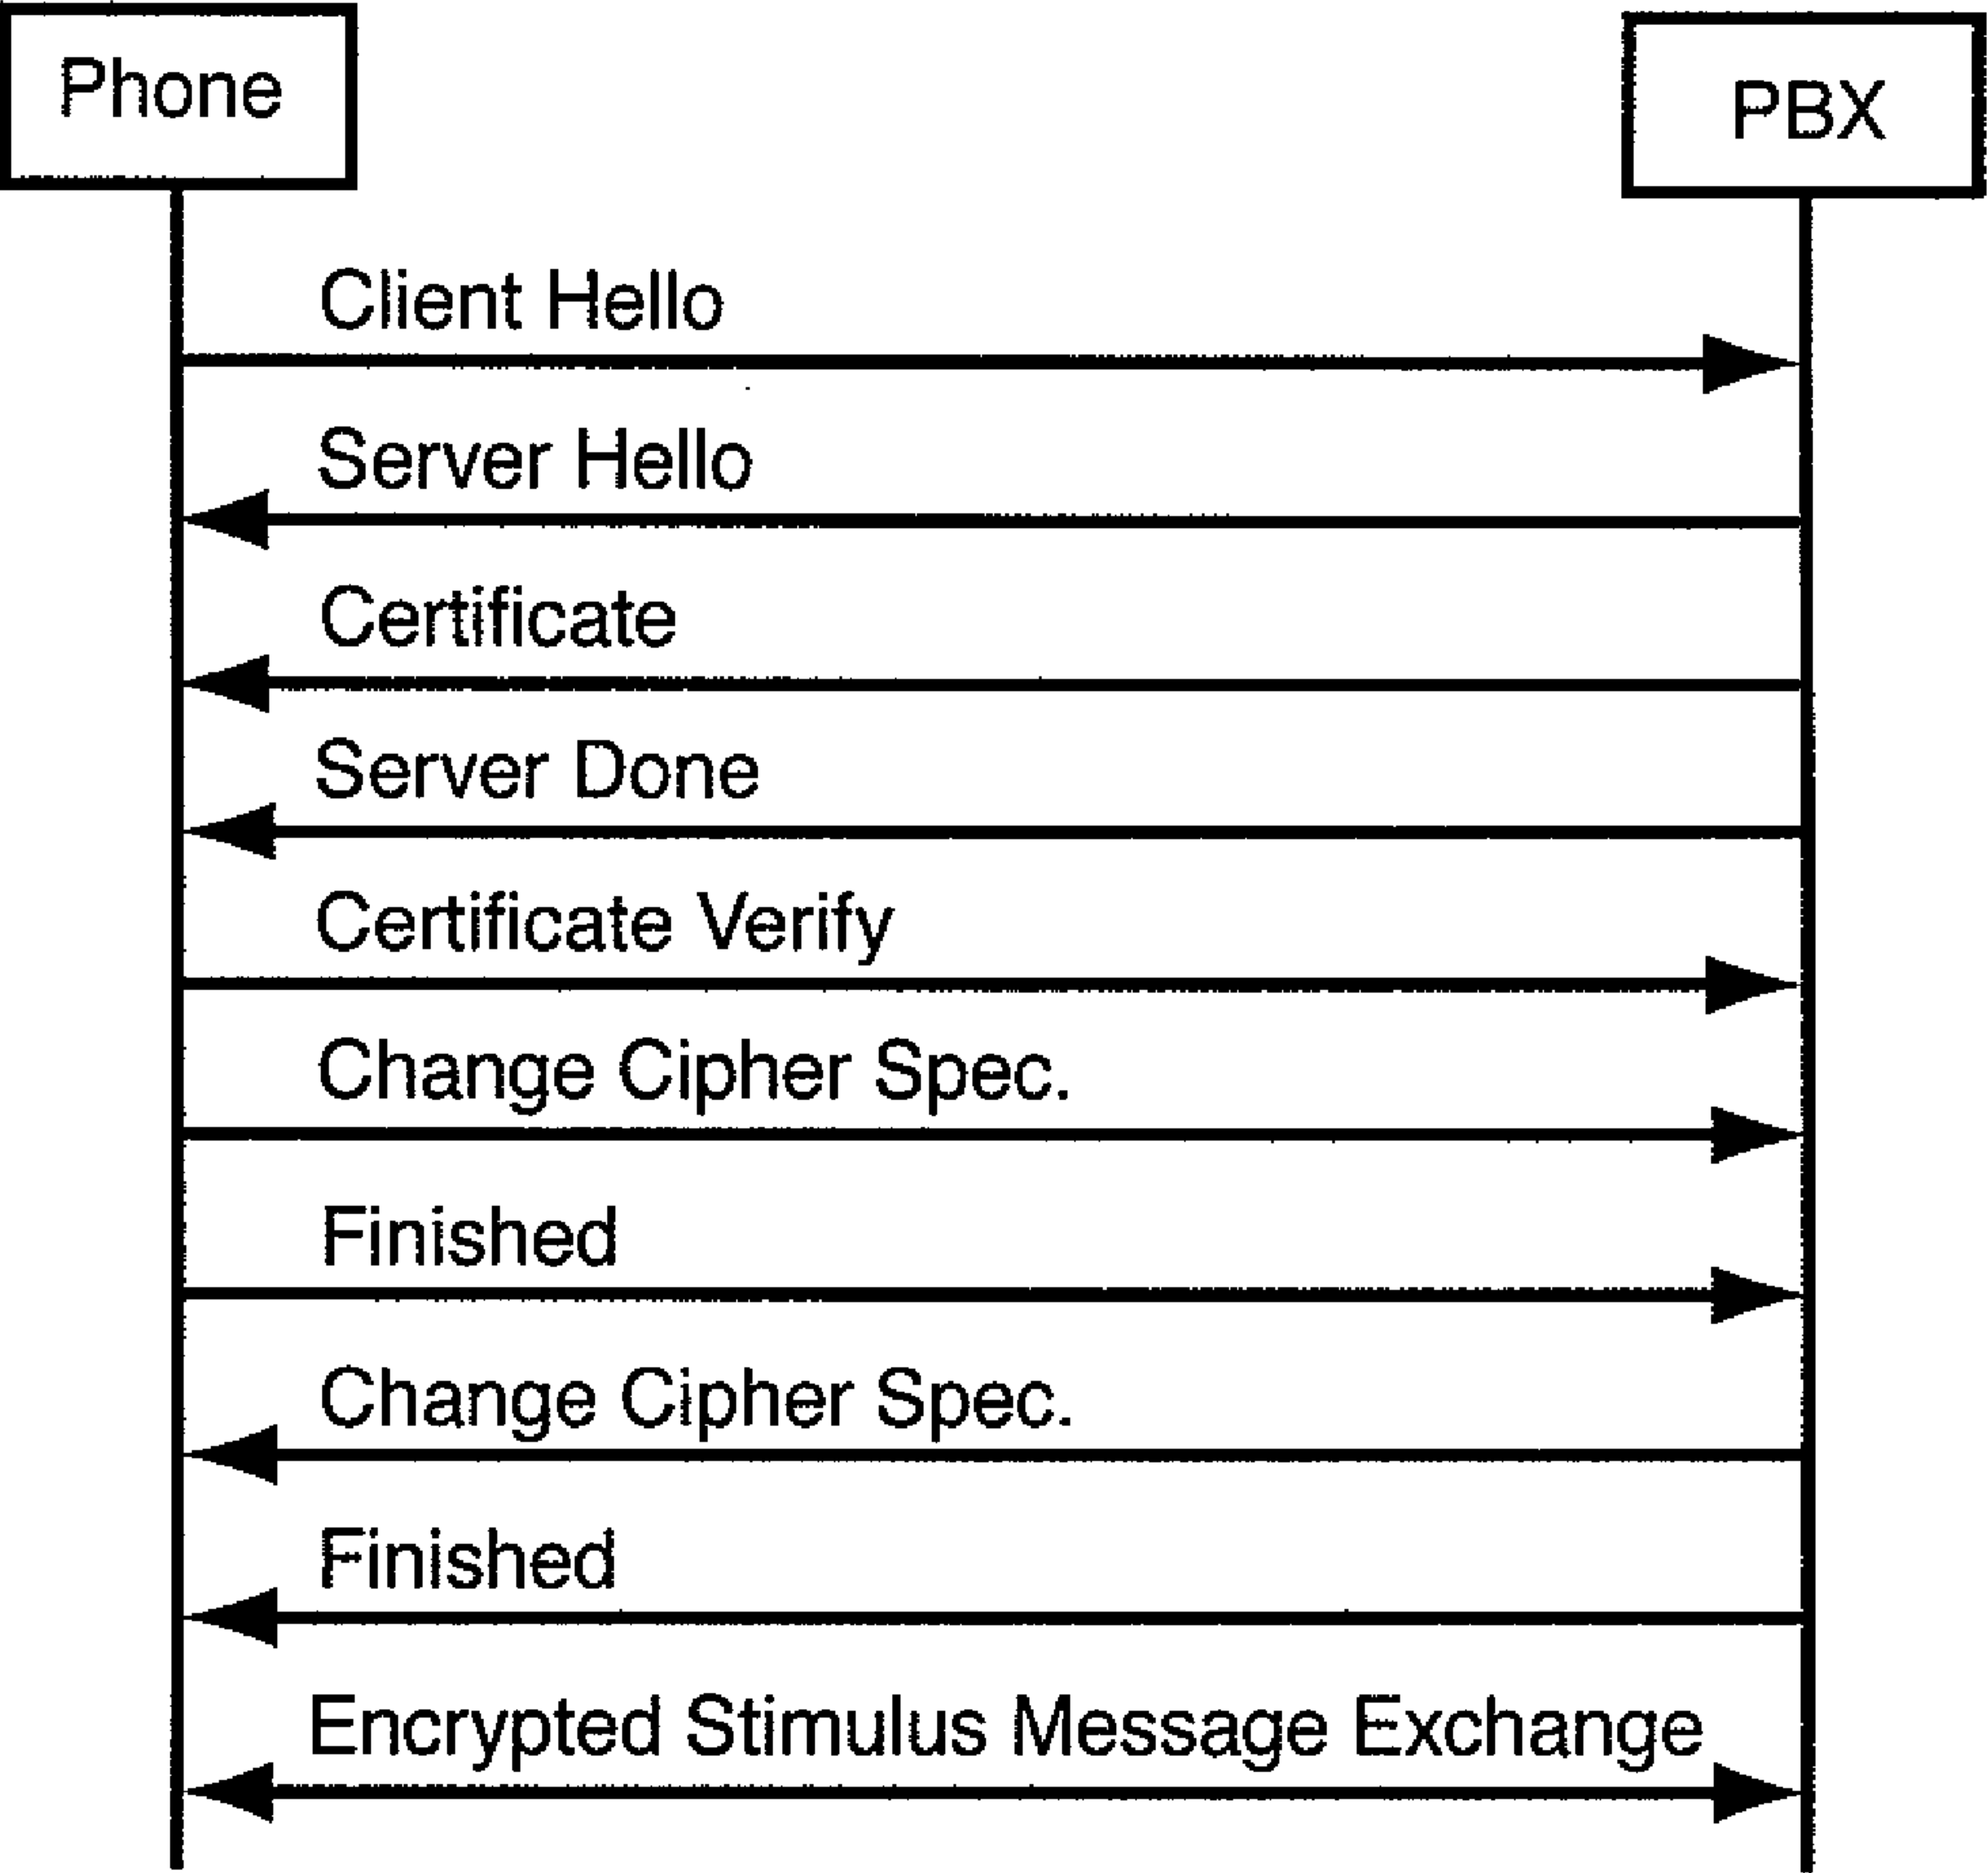 Phone
PBX
Client Hello
Server Hello
Certificate
Server Done
Certificate Verify
Change Cipher Spec.
Finished
Change Cipher Spec.
Finished
Encrypted Stimulus Message Exchange